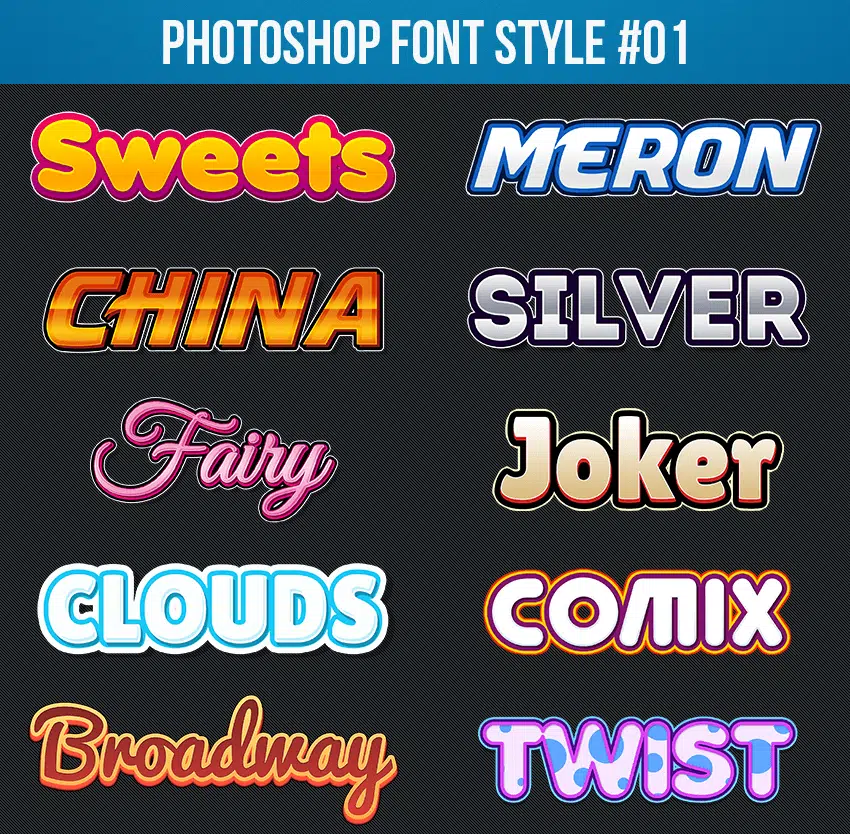 PHOTOSHOP FONT STYLE #01
Sweets
MERON
CHINA
SILVER
Fairy
Joker
CLOUDS
COMIX
Broadway
TWIST